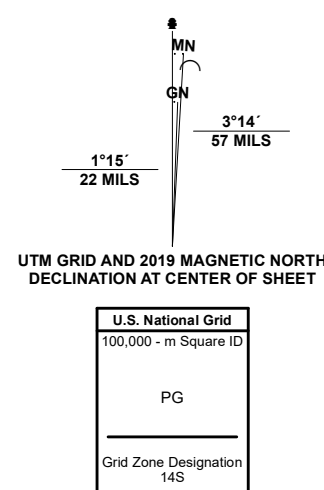 MN
GN
3°14´
57 MILS
1°15´
22 MILS
UTM GRID AND 2019 MAGNETIC NORTH
DECLINATION AT CENTER OF SHEET
U.S. National Grid
100,000 - m Square ID
PG
Grid Zone Designation
14S